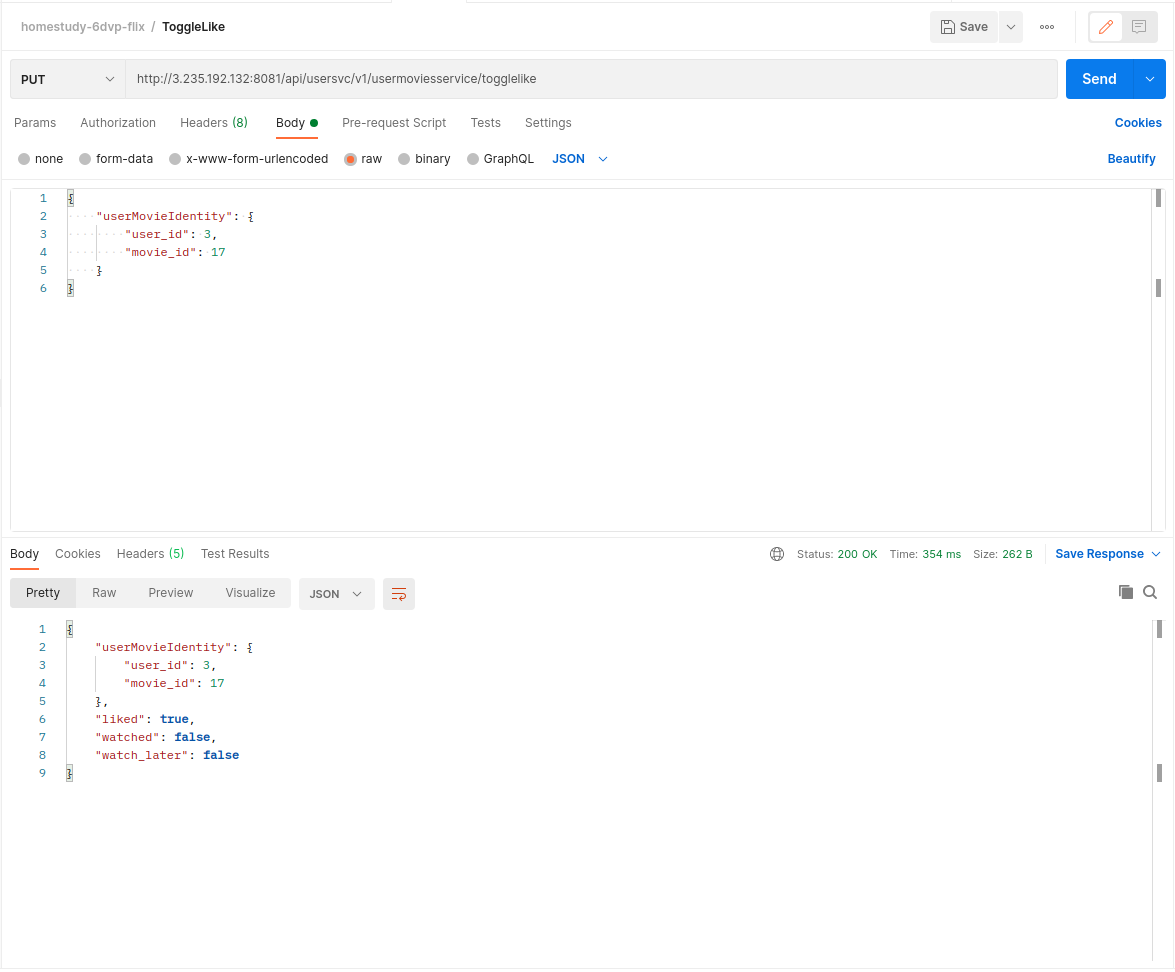 homestudy-6dvp-flix / ToggleLike
Save
PUT
http://3.235.192.132:8081/api/usersvc/v1/usermoviesservice/togglelike
Send
Params Authorization Headers (8) Body Pre-request Script Tests Settings Cookies
none form-data x-www-form-urlencoded raw binary GraphQL JSON Beautify
1 {
2 "userMovieIdentity": {
3 "user_id": 3,
4 "movie_id": 17
5 }
6 }
Body Cookies Headers (5) Test Results Status: 200 OK Time: 354 ms Size: 262 B Save Response
Pretty Raw Preview Visualize JSON
1 {
2 "userMovieIdentity": {
3 "user_id": 3,
4 "movie_id": 17
5 },
6 "liked": true,
7 "watched": false,
8 "watch_later": false
9 }